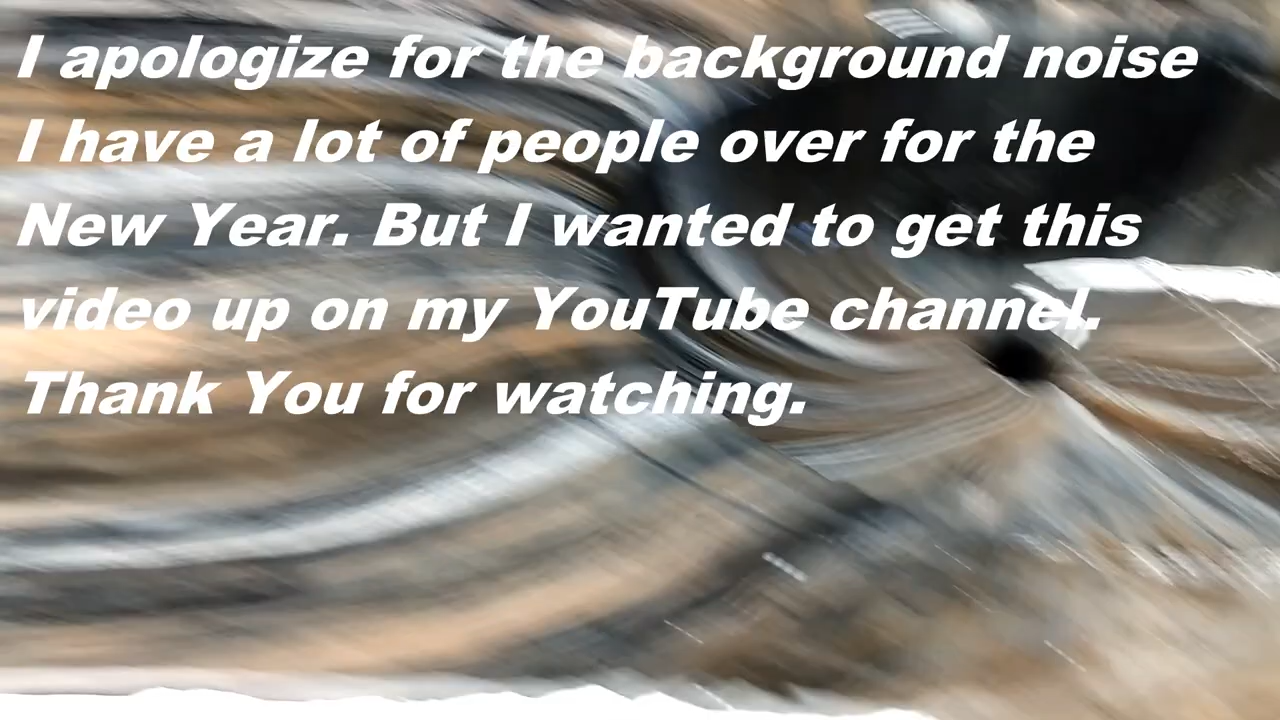 I apologize for the background noise
I have a lot of people over for the
New Year. But I wanted to get this
video up on my YouTube channel.
Thank You for watching.